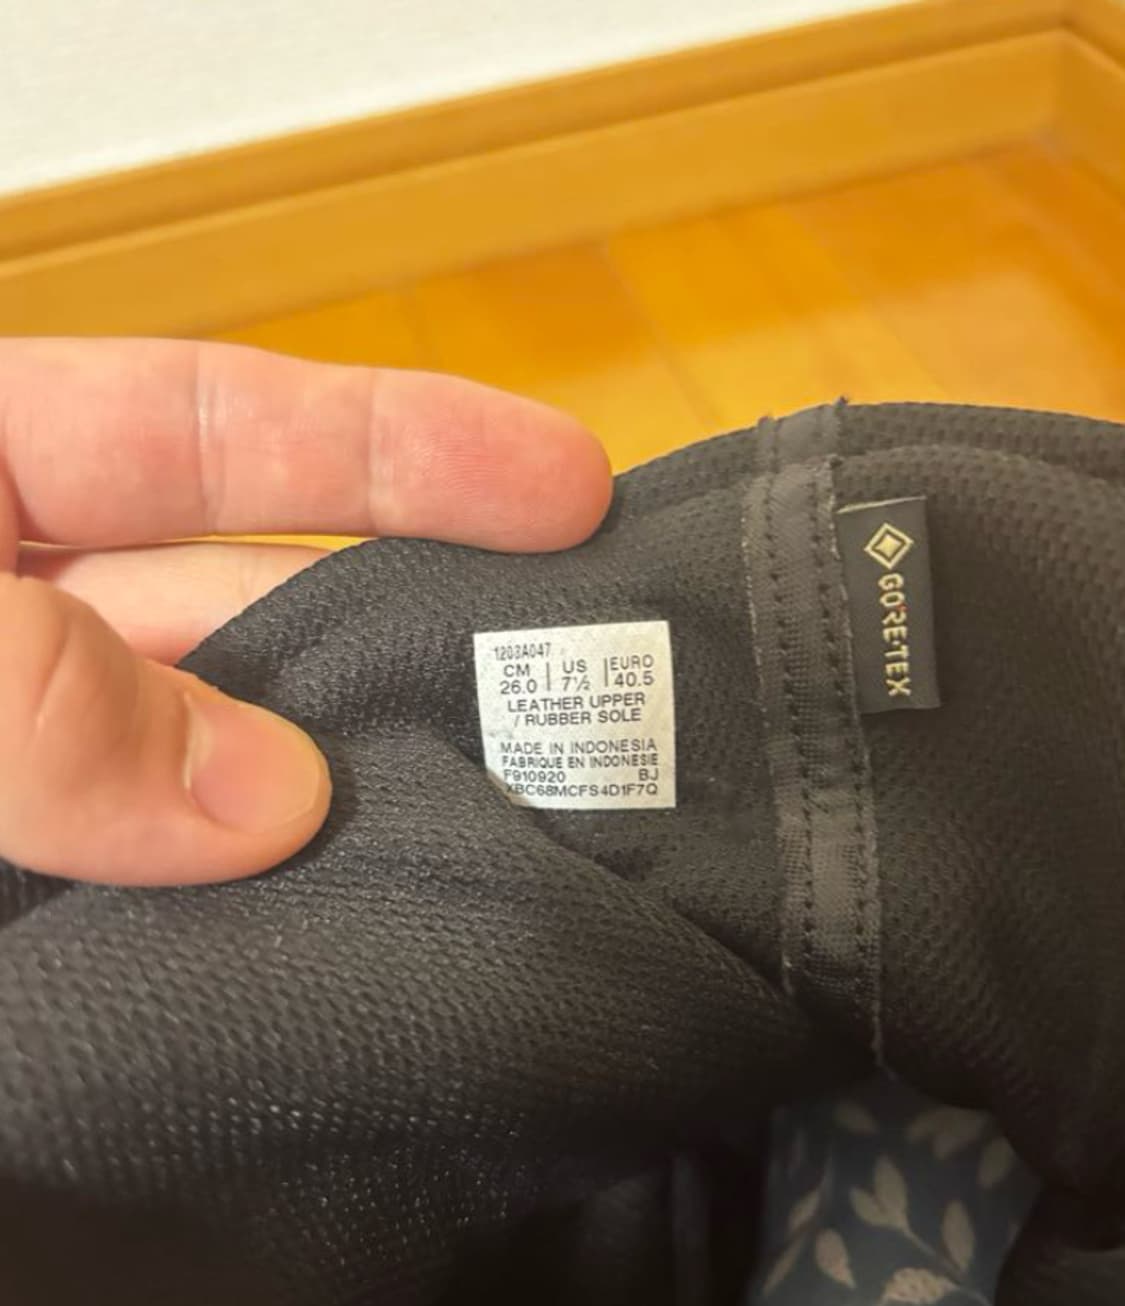 1203A047
CM | US | EURO
26.0 | 7½ | 40.5
LEATHER UPPER
/ RUBBER SOLE
MADE IN INDONESIA
FABRIQUE EN INDONESIE
F910920 BJ
XBC68MCFS4D1F7Q
GORE-TEX